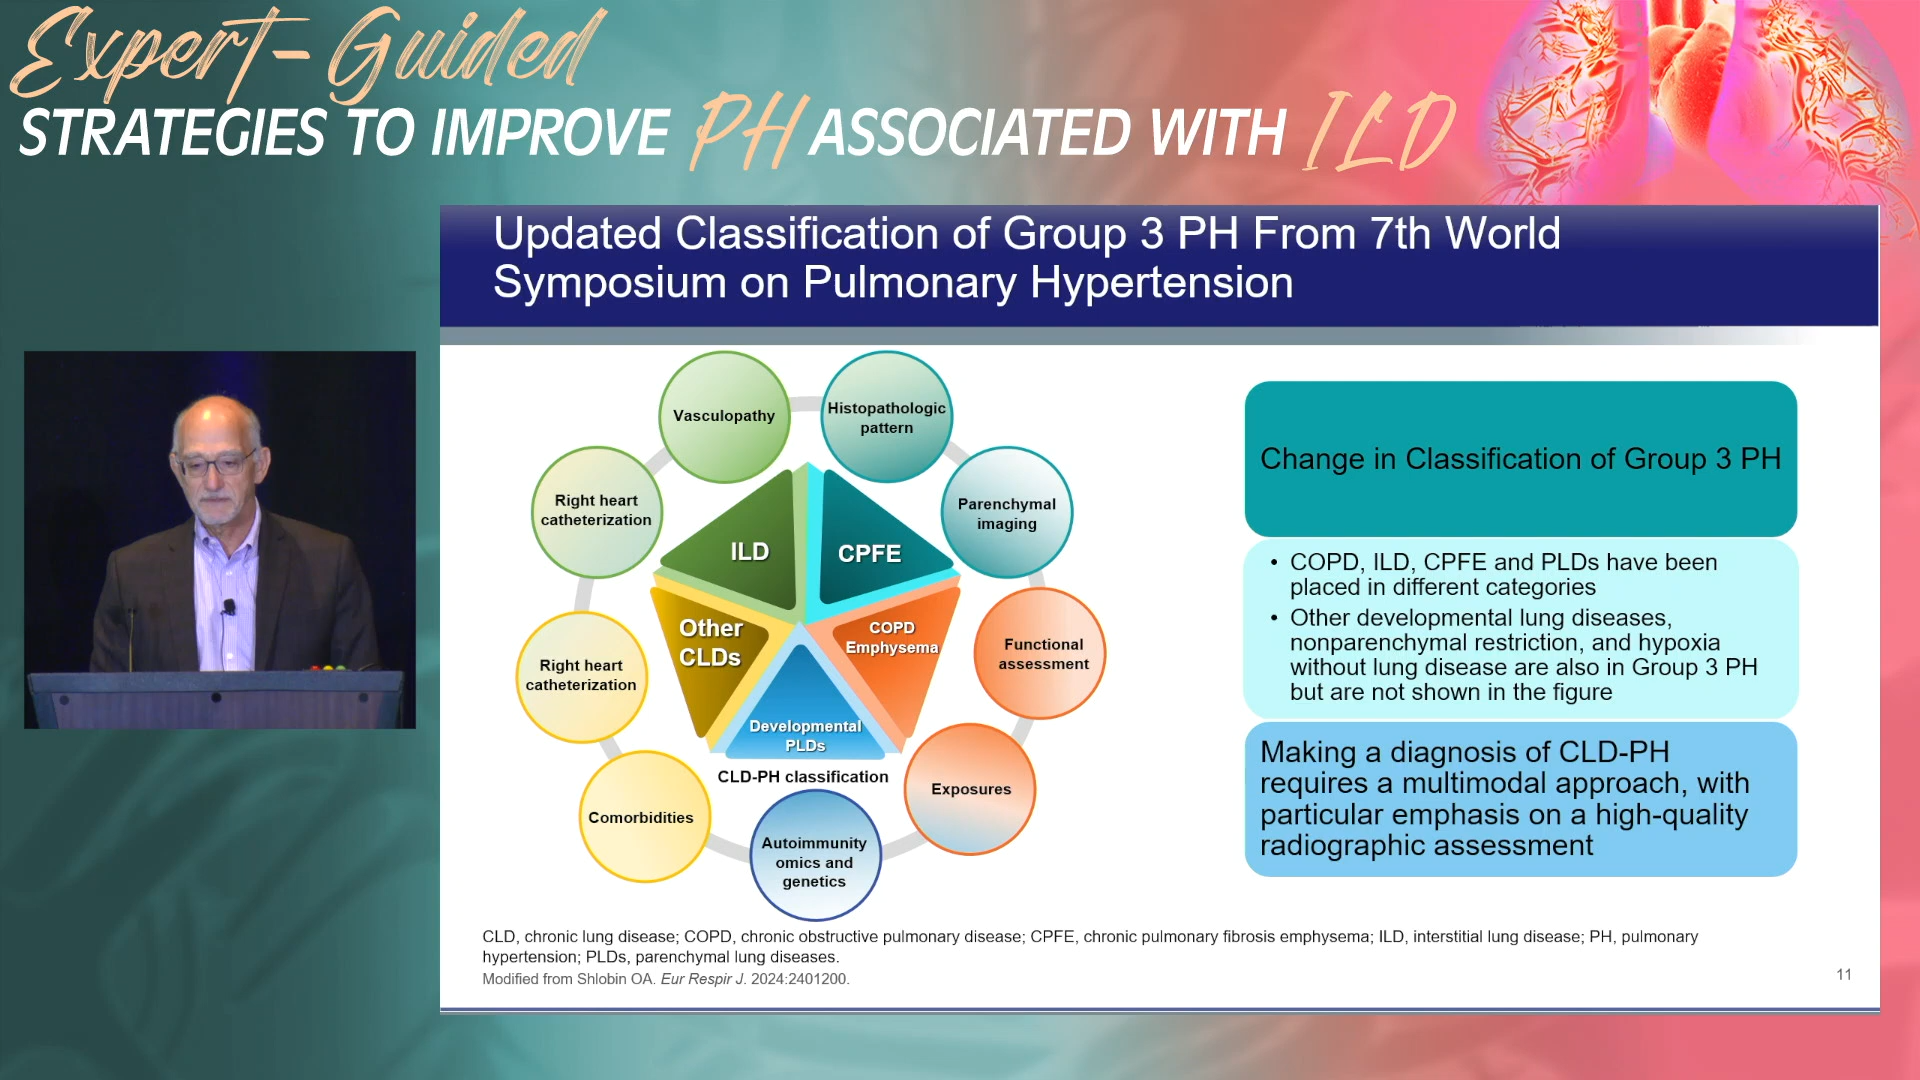 Expert-Guided
STRATEGIES TO IMPROVE PH ASSOCIATED WITH ILD
Updated Classification of Group 3 PH From 7th World
Symposium on Pulmonary Hypertension
Vasculopathy
Histopathologic
pattern
Right heart
catheterization
Parenchymal
imaging
ILD
CPFE
Other
CLDs
COPD
Emphysema
Functional
assessment
Right heart
catheterization
Developmental
PLDs
CLD-PH classification
Exposures
Comorbidities
Autoimmunity
omics and
genetics
Change in Classification of Group 3 PH
• COPD, ILD, CPFE and PLDs have been
placed in different categories
• Other developmental lung diseases,
nonparenchymal restriction, and hypoxia
without lung disease are also in Group 3 PH
but are not shown in the figure
Making a diagnosis of CLD-PH
requires a multimodal approach, with
particular emphasis on a high-quality
radiographic assessment
CLD, chronic lung disease; COPD, chronic obstructive pulmonary disease; CPFE, chronic pulmonary fibrosis emphysema; ILD, interstitial lung disease; PH, pulmonary
hypertension; PLDs, parenchymal lung diseases.
Modified from Shlobin OA. Eur Respir J. 2024:2401200.
11